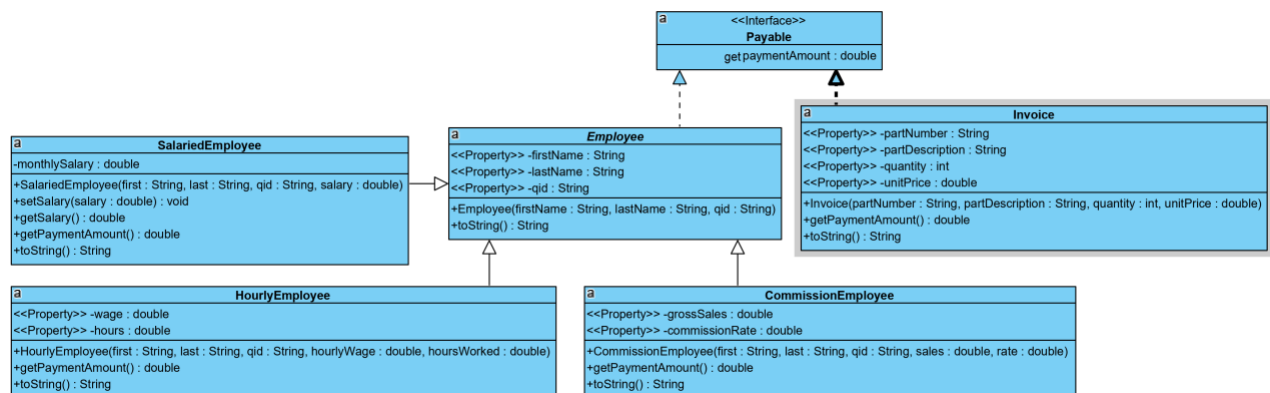 a
<<Interface>>
Payable
get paymentAmount : double
a
Employee
<<Property>> -firstName : String
<<Property>> -lastName : String
<<Property>> -qid : String
+Employee(firstName : String, lastName : String, qid : String)
+toString() : String
a
Invoice
<<Property>> -partNumber : String
<<Property>> -partDescription : String
<<Property>> -quantity : int
<<Property>> -unitPrice : double
+Invoice(partNumber : String, partDescription : String, quantity : int, unitPrice : double)
+getPaymentAmount() : double
+toString() : String
a
SalariedEmployee
-monthlySalary : double
+SalariedEmployee(first : String, last : String, qid : String, salary : double)
+setSalary(salary : double) : void
+getSalary() : double
+getPaymentAmount() : double
+toString() : String
a
HourlyEmployee
<<Property>> -wage : double
<<Property>> -hours : double
+HourlyEmployee(first : String, last : String, qid : String, hourlyWage : double, hoursWorked : double)
+getPaymentAmount() : double
+toString() : String
a
CommissionEmployee
<<Property>> -grossSales : double
<<Property>> -commissionRate : double
+CommissionEmployee(first : String, last : String, qid : String, sales : double, rate : double)
+getPaymentAmount() : double
+toString() : String